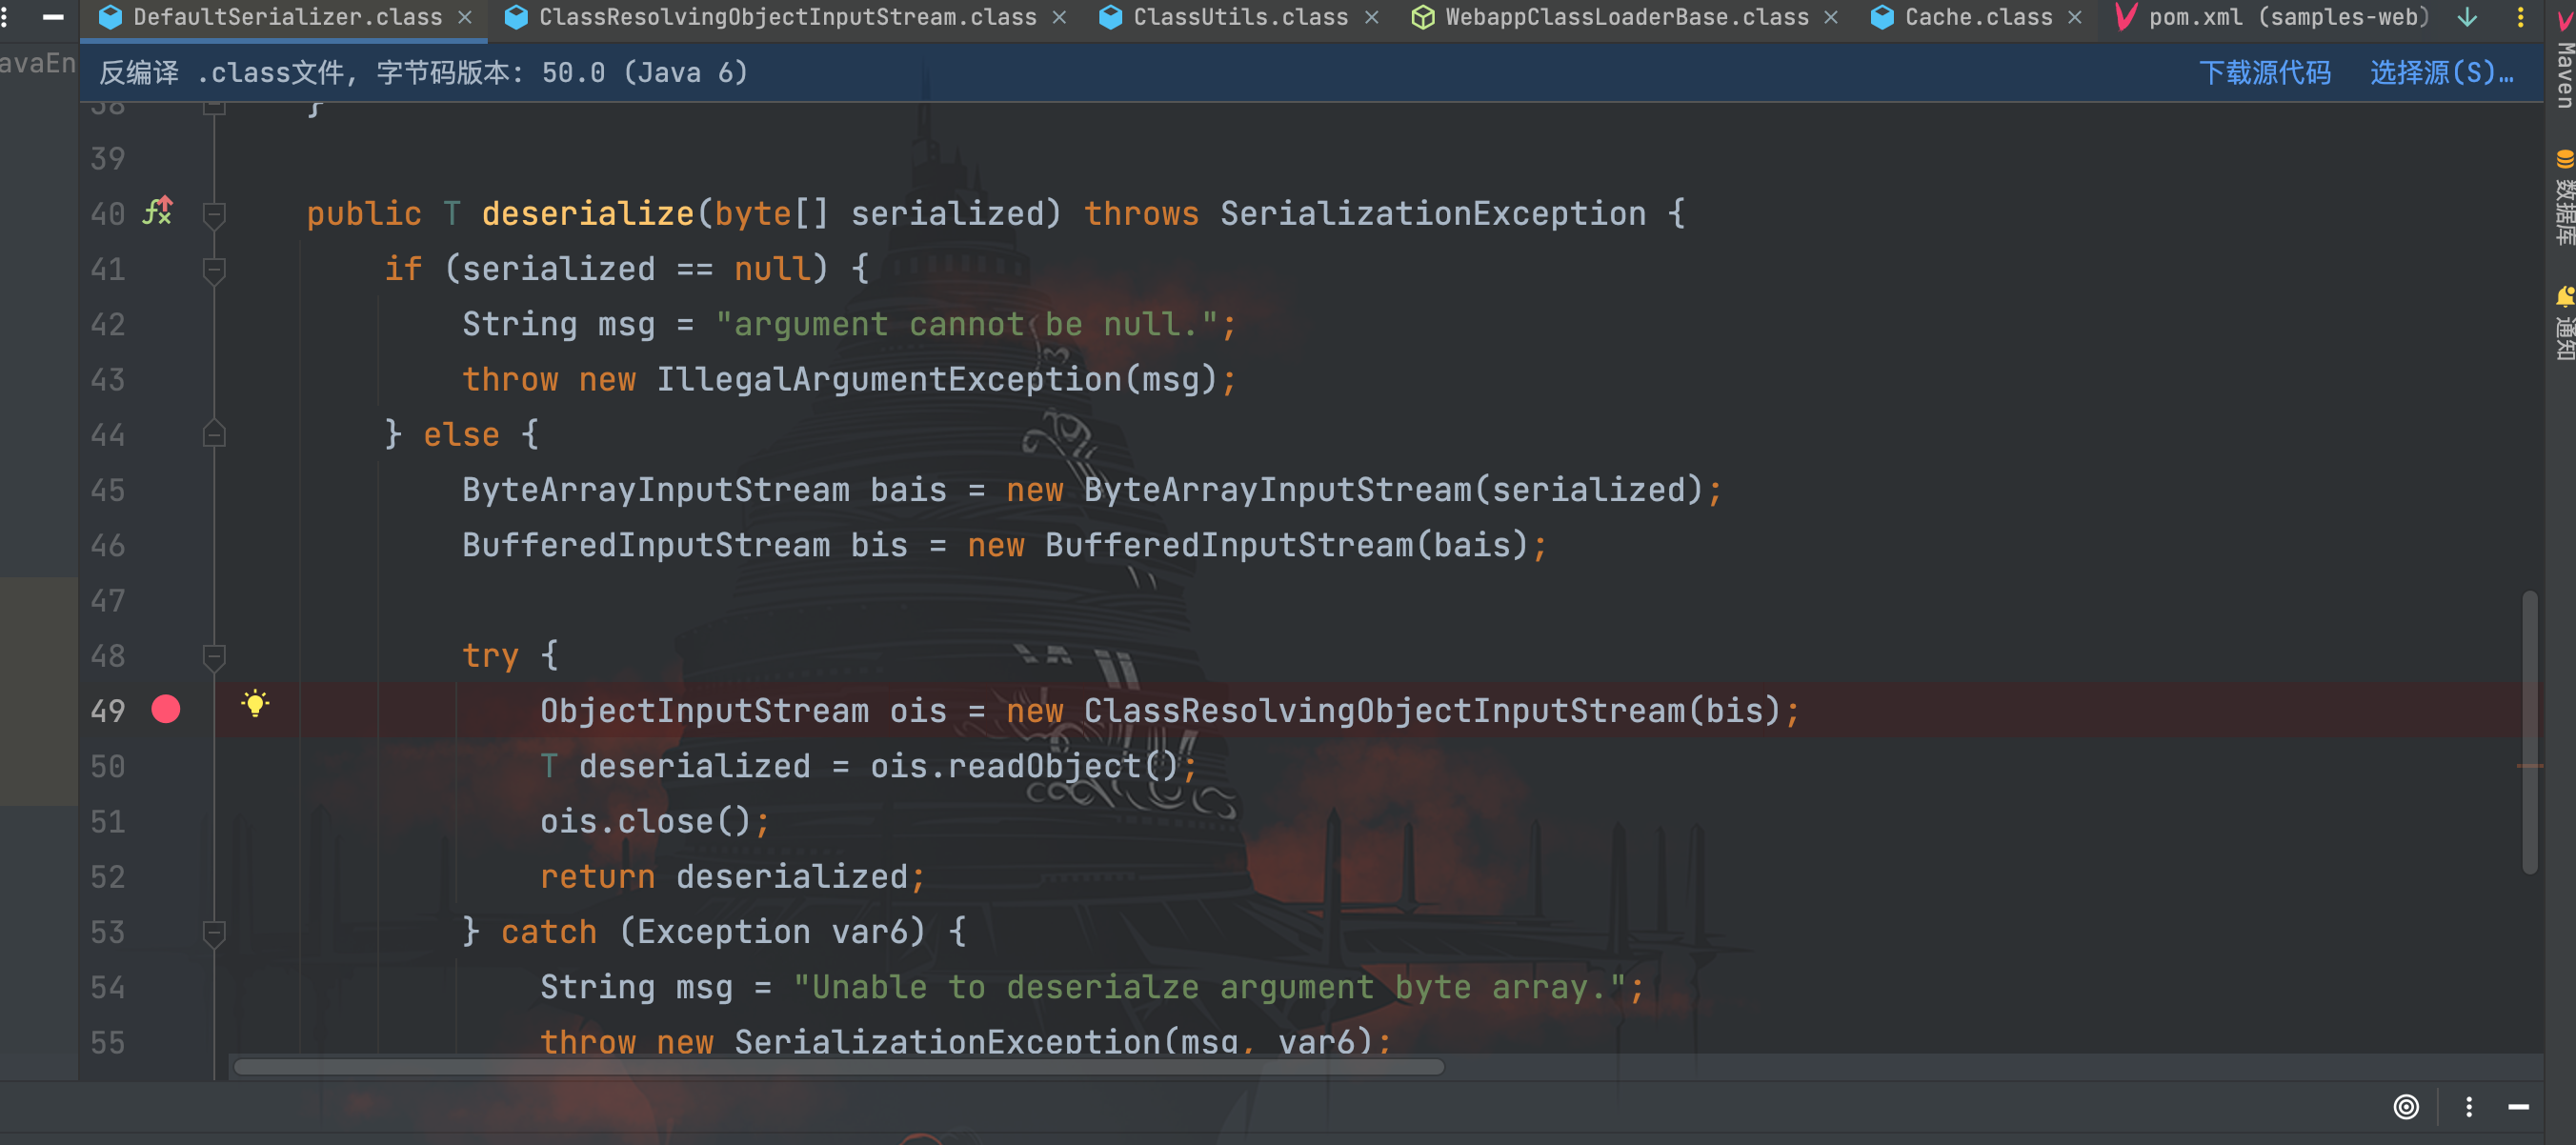 DefaultSerializer.class × ClassResolvingObjectInputStream.class × ClassUtils.class × WebappClassLoaderBase.class × Cache.class × pom.xml (samples-web)
avaEn
反编译 .class文件, 字节码版本: 50.0 (Java 6) 下载源代码 选择源(S)…
38 }
39
40 public T deserialize(byte[] serialized) throws SerializationException {
41 if (serialized == null) {
42 String msg = "argument cannot be null.";
43 throw new IllegalArgumentException(msg);
44 } else {
45 ByteArrayInputStream bais = new ByteArrayInputStream(serialized);
46 BufferedInputStream bis = new BufferedInputStream(bais);
47
48 try {
49 ObjectInputStream ois = new ClassResolvingObjectInputStream(bis);
50 T deserialized = ois.readObject();
51 ois.close();
52 return deserialized;
53 } catch (Exception var6) {
54 String msg = "Unable to deserialze argument byte array.";
55 throw new SerializationException(msg, var6);
Maven
数据库
通知